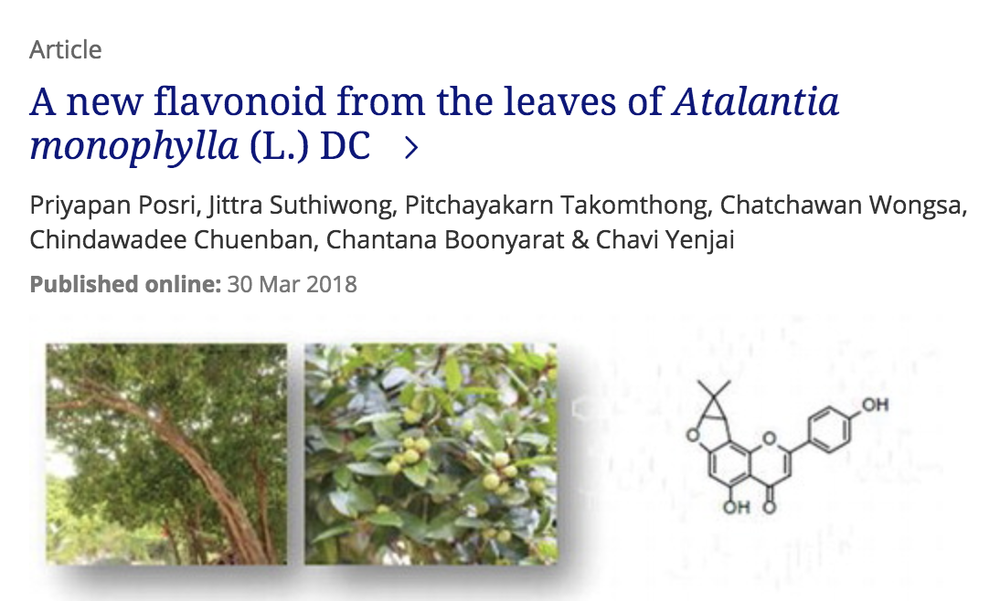 Article
A new flavonoid from the leaves of Atalantia
monophylla (L.) DC >
Priyapan Posri, Jittra Suthiwong, Pitchayakarn Takomthong, Chatchawan Wongsa,
Chindawadee Chuenban, Chantana Boonyarat & Chavi Yenjai
Published online: 30 Mar 2018
OH
O
O
OH
O